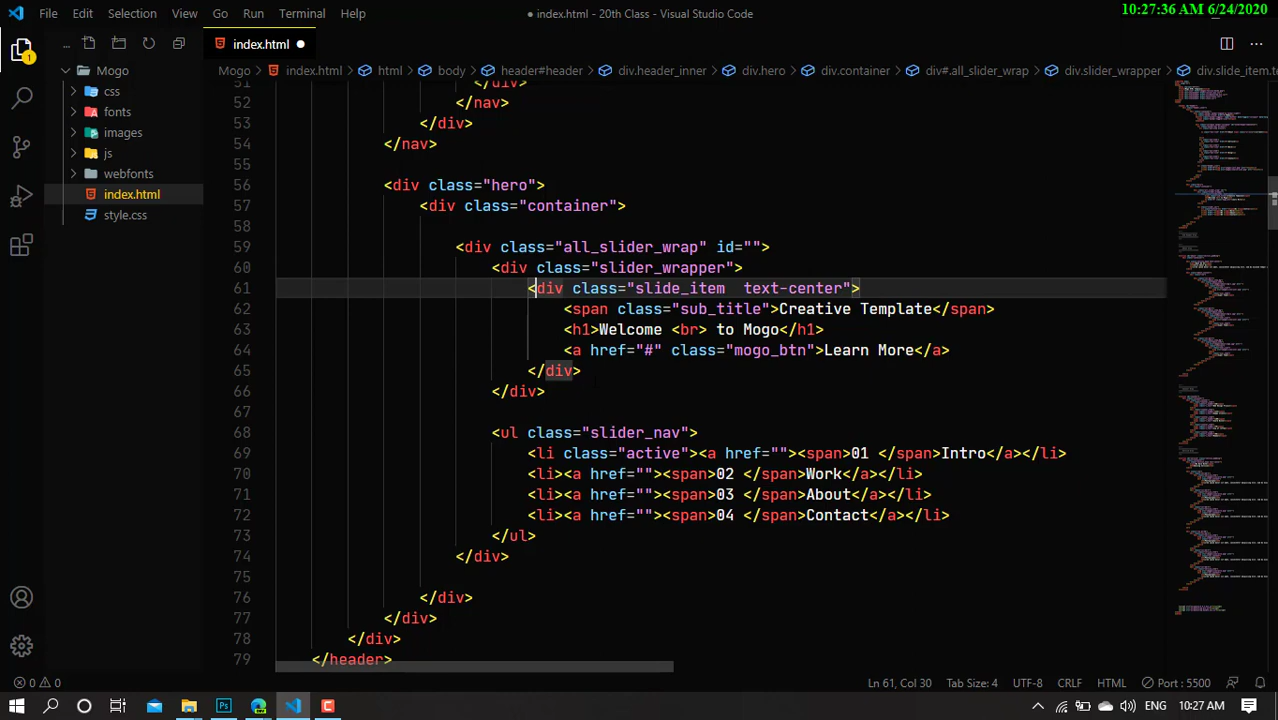 10:27:36 AM 6/24/2020
File Edit Selection View Go Run Terminal Help
● index.html - 20th Class - Visual Studio Code
... index.html ●
Mogo > index.html > html > body > header#header > div.header_inner > div.hero > div.container > div#.all_slider_wrap > div.slider_wrapper > div.slide_item.te
Mogo
css
fonts
images
js
webfonts
index.html
style.css
51 </div>
52 </nav>
53 </div>
54 </nav>
55
56 <div class="hero">
57 <div class="container">
58
59 <div class="all_slider_wrap" id="">
60 <div class="slider_wrapper">
61 <div class="slide_item  text-center">
62 <span class="sub_title">Creative Template</span>
63 <h1>Welcome <br> to Mogo</h1>
64 <a href="#" class="mogo_btn">Learn More</a>
65 </div>
66 </div>
67
68 <ul class="slider_nav">
69 <li class="active"><a href=""><span>01 </span>Intro</a></li>
70 <li><a href=""><span>02 </span>Work</a></li>
71 <li><a href=""><span>03 </span>About</a></li>
72 <li><a href=""><span>04 </span>Contact</a></li>
73 </ul>
74 </div>
75
76 </div>
77 </div>
78 </div>
79 </header>
1
0 0 Ln 61, Col 30 Tab Size: 4 UTF-8 CRLF HTML Port : 5500
Ps C ENG 10:27 AM